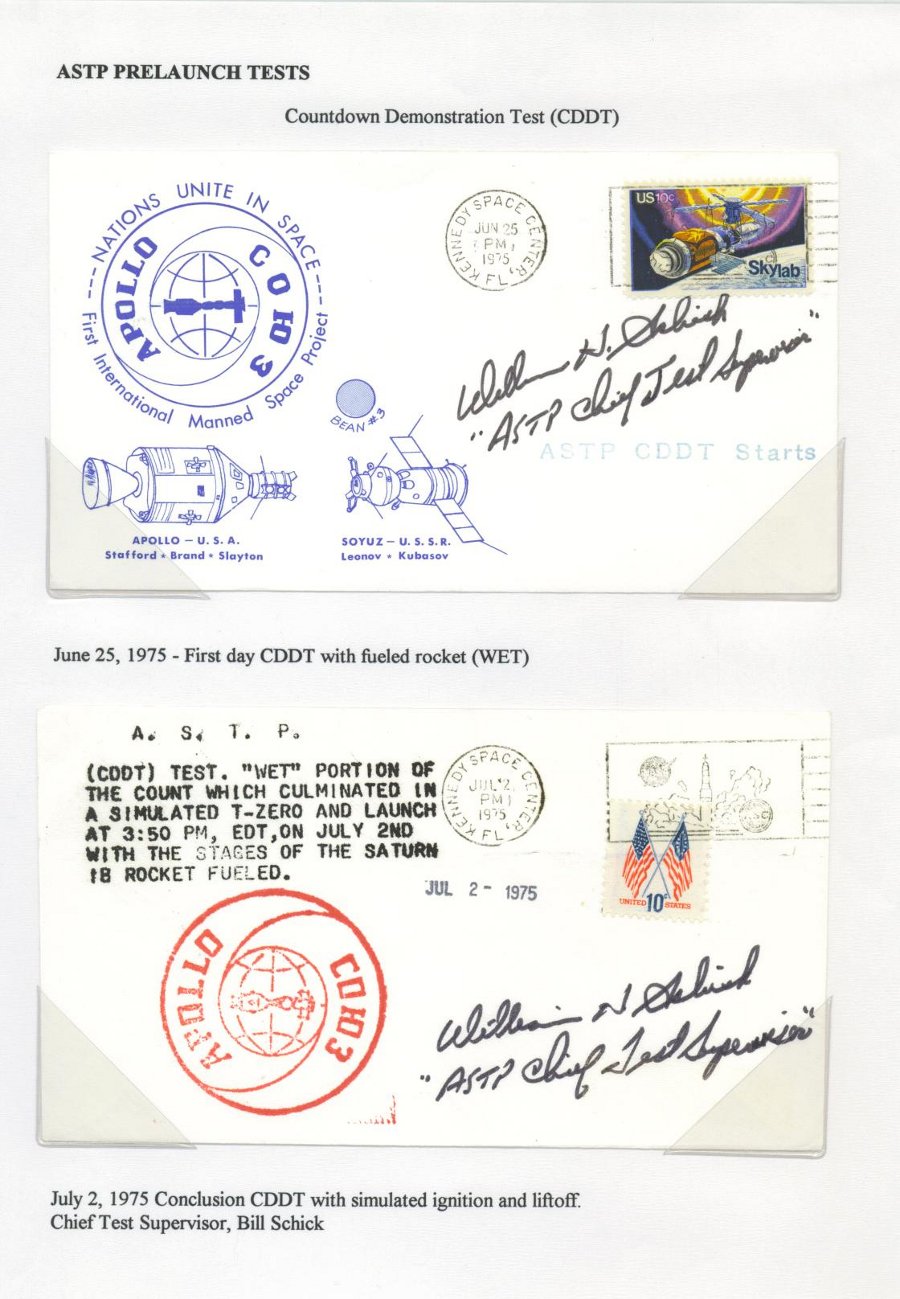 ASTP PRELAUNCH TESTS
Countdown Demonstration Test (CDDT)
---NATIONS UNITE IN SPACE---
APOLLO
СОЮЗ
First International Manned Space Project
KENNEDY SPACE CENTER, FL.
JUN 25
PM
1975
US 10c
Skylab
William N. Schick
"ASTP Chief Test Supervisor"
ASTP CDDT Starts
BEAN #3
APOLLO – U.S.A.
Stafford * Brand * Slayton
SOYUZ – U.S.S.R.
Leonov * Kubasov
June 25, 1975 - First day CDDT with fueled rocket (WET)
A. S. T. P.
(CDDT) TEST. "WET" PORTION OF
THE COUNT WHICH CULMINATED IN
A SIMULATED T-ZERO AND LAUNCH
AT 3:50 PM, EDT,ON JULY 2ND
WITH THE STAGES OF THE SATURN
IB ROCKET FUELED.
KENNEDY SPACE CENTER, FL.
JUL 2
PM
1975
UNITED 10c STATES
JUL 2 - 1975
APOLLO
СОЮЗ
William N Schick
"ASTP Chief Test Supervisor"
July 2, 1975 Conclusion CDDT with simulated ignition and liftoff.
Chief Test Supervisor, Bill Schick